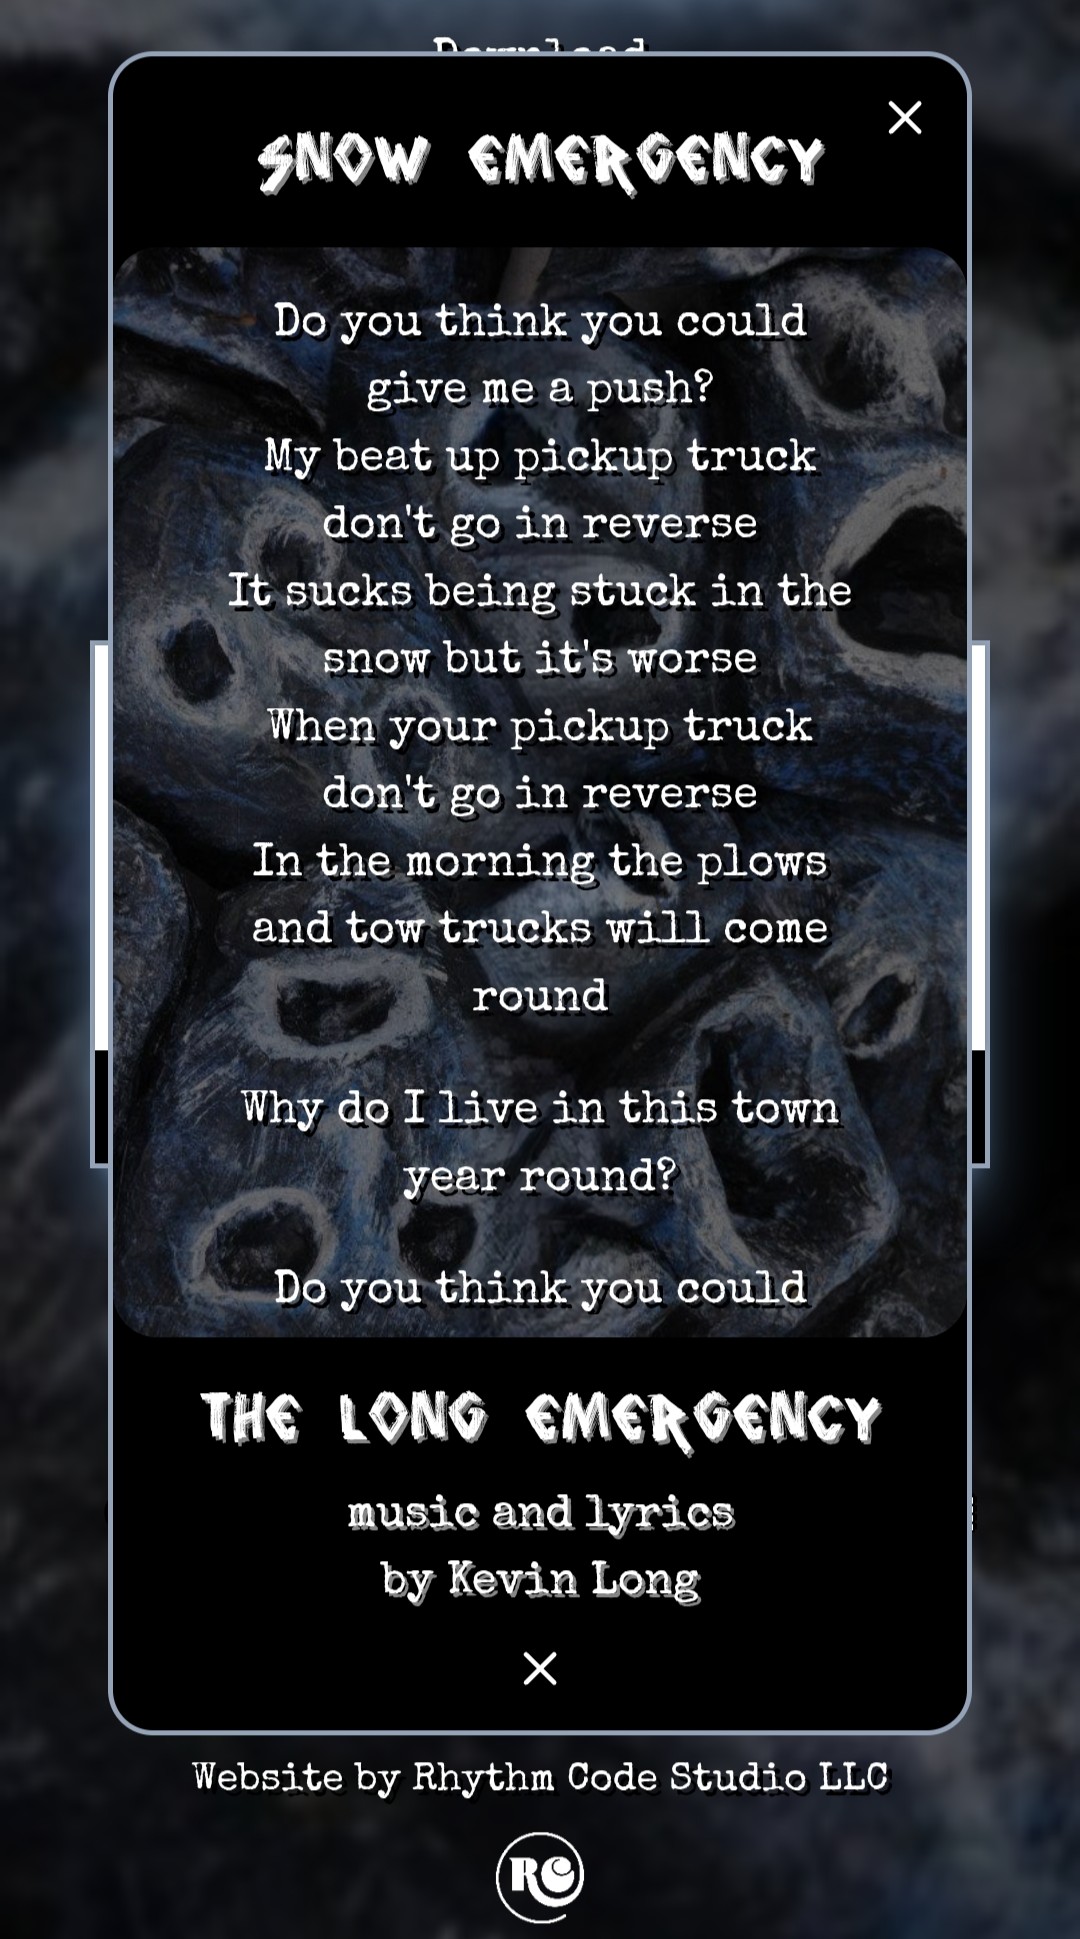 Download
SNOW EMERGENCY
Do you think you could
give me a push?
My beat up pickup truck
don't go in reverse
It sucks being stuck in the
snow but it's worse
When your pickup truck
don't go in reverse
In the morning the plows
and tow trucks will come
round
Why do I live in this town
year round?
Do you think you could
THE LONG EMERGENCY
music and lyrics
by Kevin Long
Website by Rhythm Code Studio LLC
RC